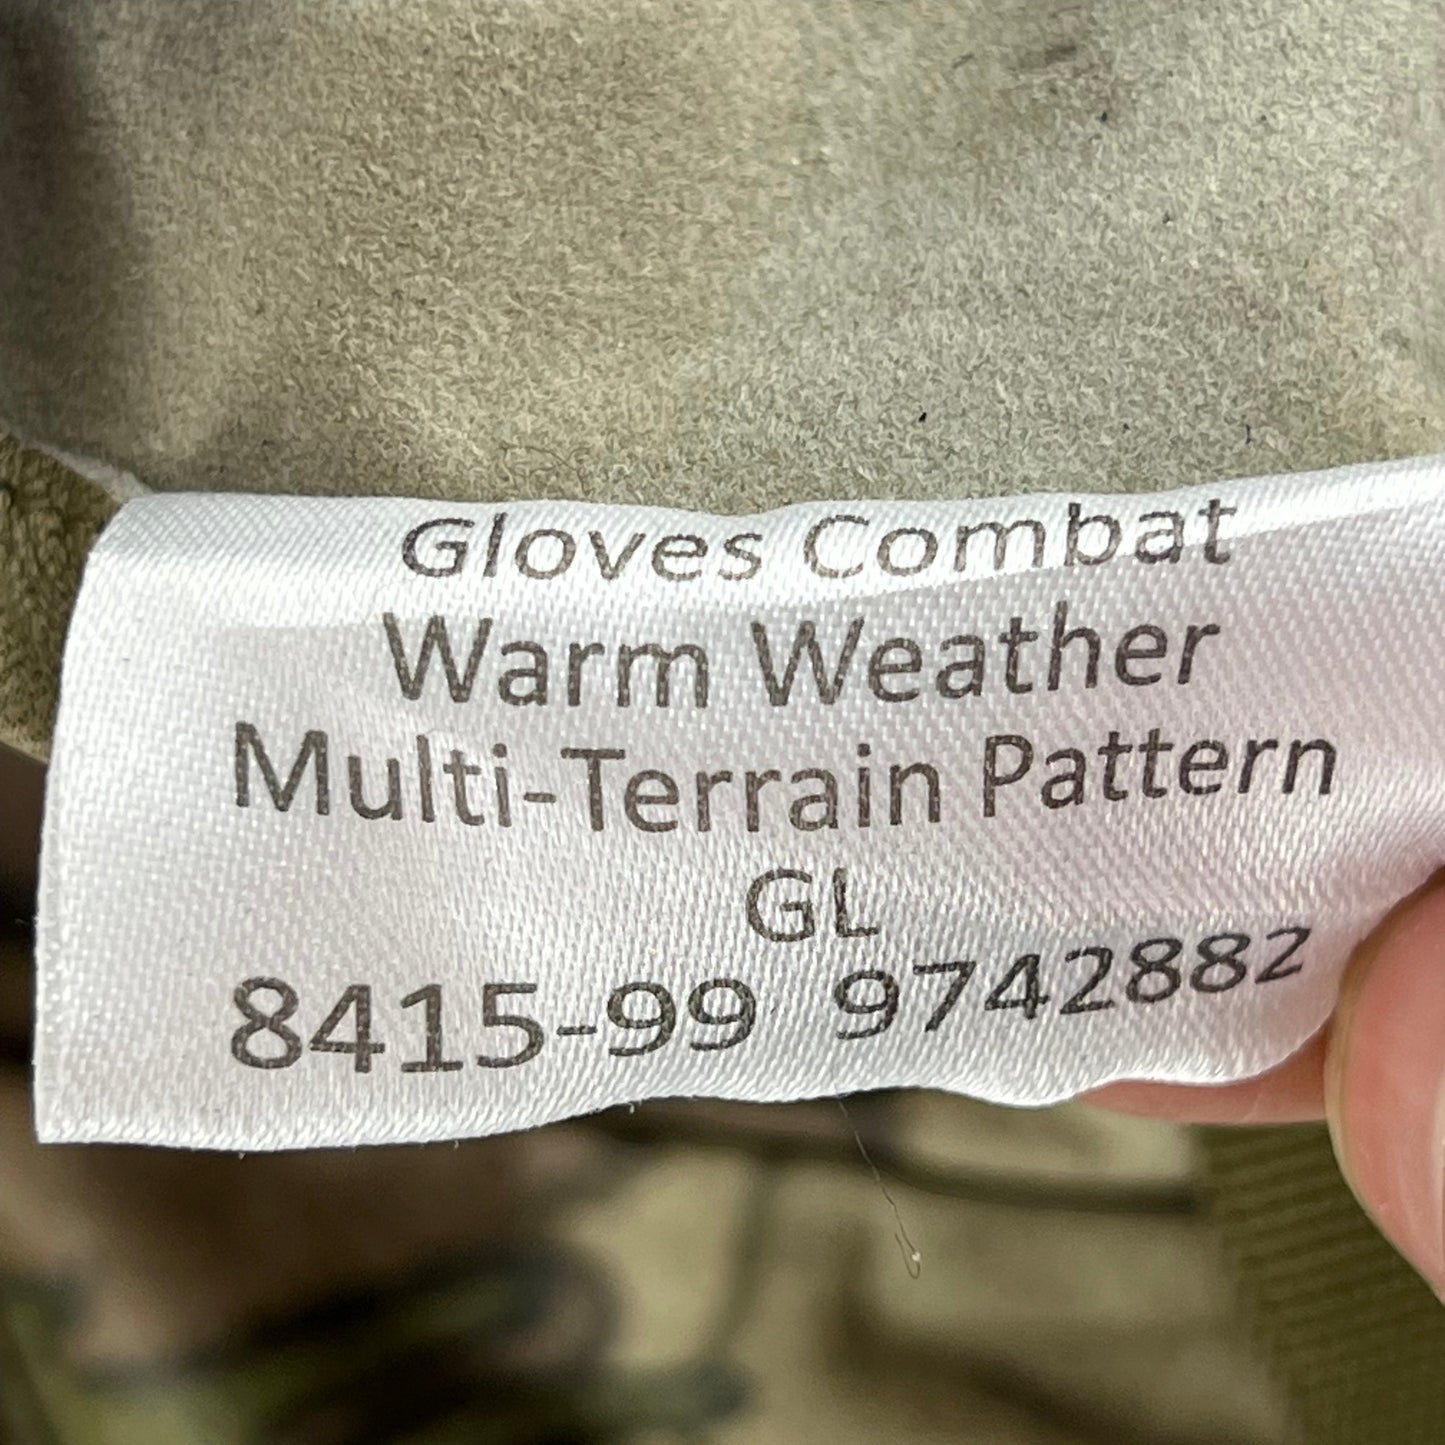 Gloves Combat
Warm Weather
Multi-Terrain Pattern
GL
8415-99 9742882